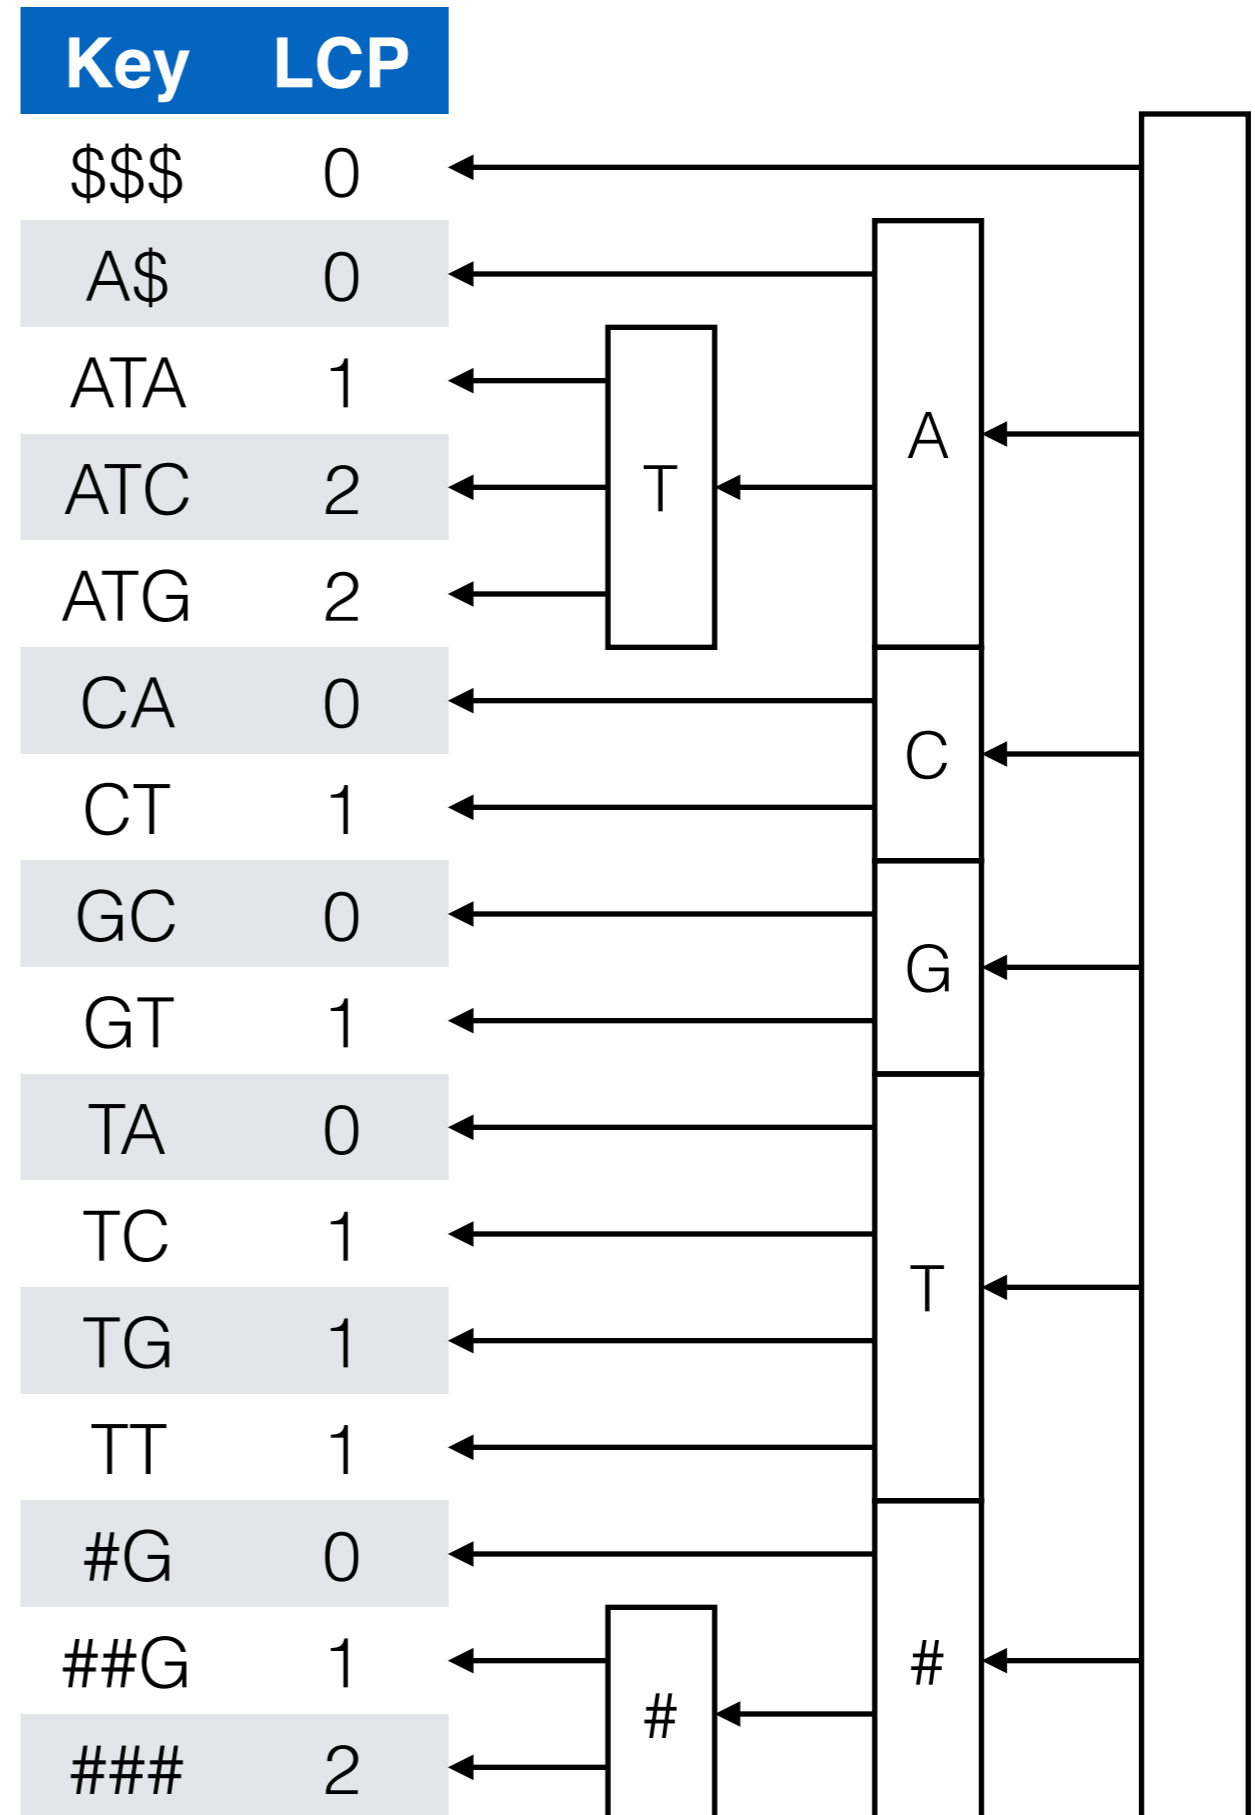 Key LCP
$$$ 0
A$ 0
ATA 1
ATC 2
ATG 2
CA 0
CT 1
GC 0
GT 1
TA 0
TC 1
TG 1
TT 1
#G 0
##G 1
### 2
T
#
A
C
G
T
#